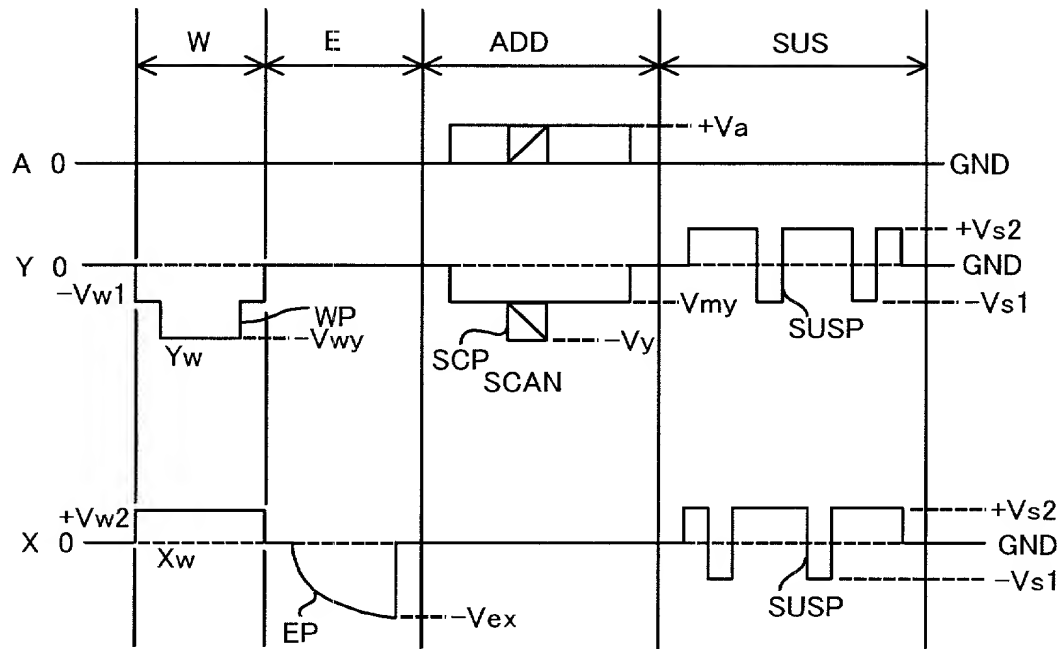 W E ADD SUS
+Va
A 0 GND
+Vs2
Y 0 GND
-Vw1 WP Vmy -Vs1
-Vwy SUSP
Yw SCP -Vy
SCAN
+Vw2 +Vs2
X 0 GND
Xw -Vs1
SUSP
EP -Vex